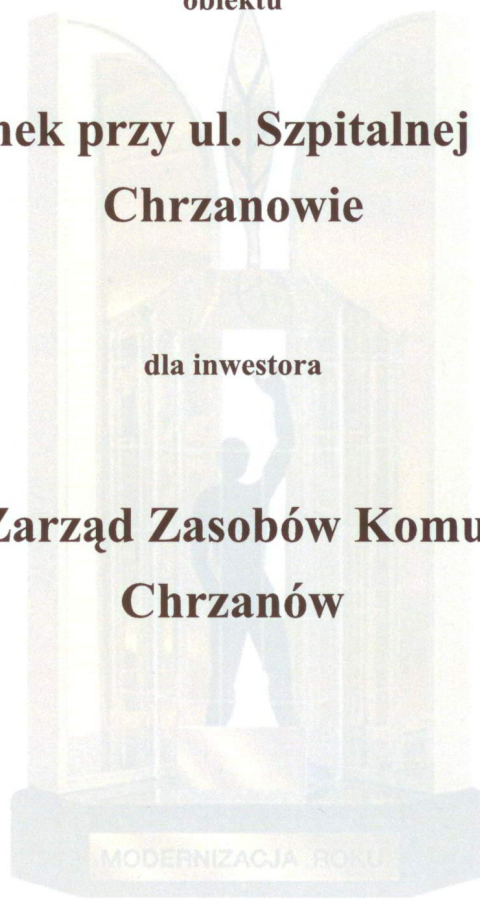 obiektu
nek przy ul. Szpitalnej
Chrzanowie
dla inwestora
Zarząd Zasobów Komu
Chrzanów
MODERNIZACJA ROKU